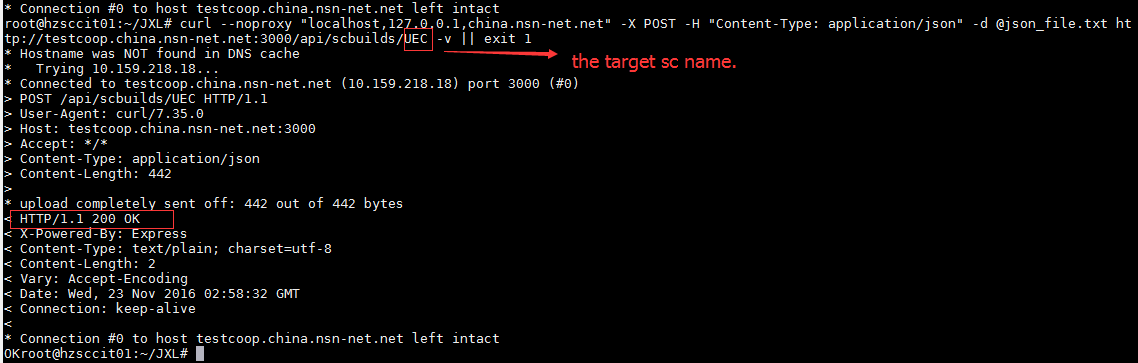 * Connection #0 to host testcoop.china.nsn-net.net left intact
root@hzsccit01:~/JXL# curl --noproxy "localhost,127.0.0.1,china.nsn-net.net" -X POST -H "Content-Type: application/json" -d @json_file.txt ht
tp://testcoop.china.nsn-net.net:3000/api/scbuilds/UEC -v || exit 1
the target sc name.
* Hostname was NOT found in DNS cache
*   Trying 10.159.218.18...
* Connected to testcoop.china.nsn-net.net (10.159.218.18) port 3000 (#0)
> POST /api/scbuilds/UEC HTTP/1.1
> User-Agent: curl/7.35.0
> Host: testcoop.china.nsn-net.net:3000
> Accept: */*
> Content-Type: application/json
> Content-Length: 442
>
* upload completely sent off: 442 out of 442 bytes
< HTTP/1.1 200 OK
< X-Powered-By: Express
< Content-Type: text/plain; charset=utf-8
< Content-Length: 2
< Vary: Accept-Encoding
< Date: Wed, 23 Nov 2016 02:58:32 GMT
< Connection: keep-alive
<
* Connection #0 to host testcoop.china.nsn-net.net left intact
OKroot@hzsccit01:~/JXL#